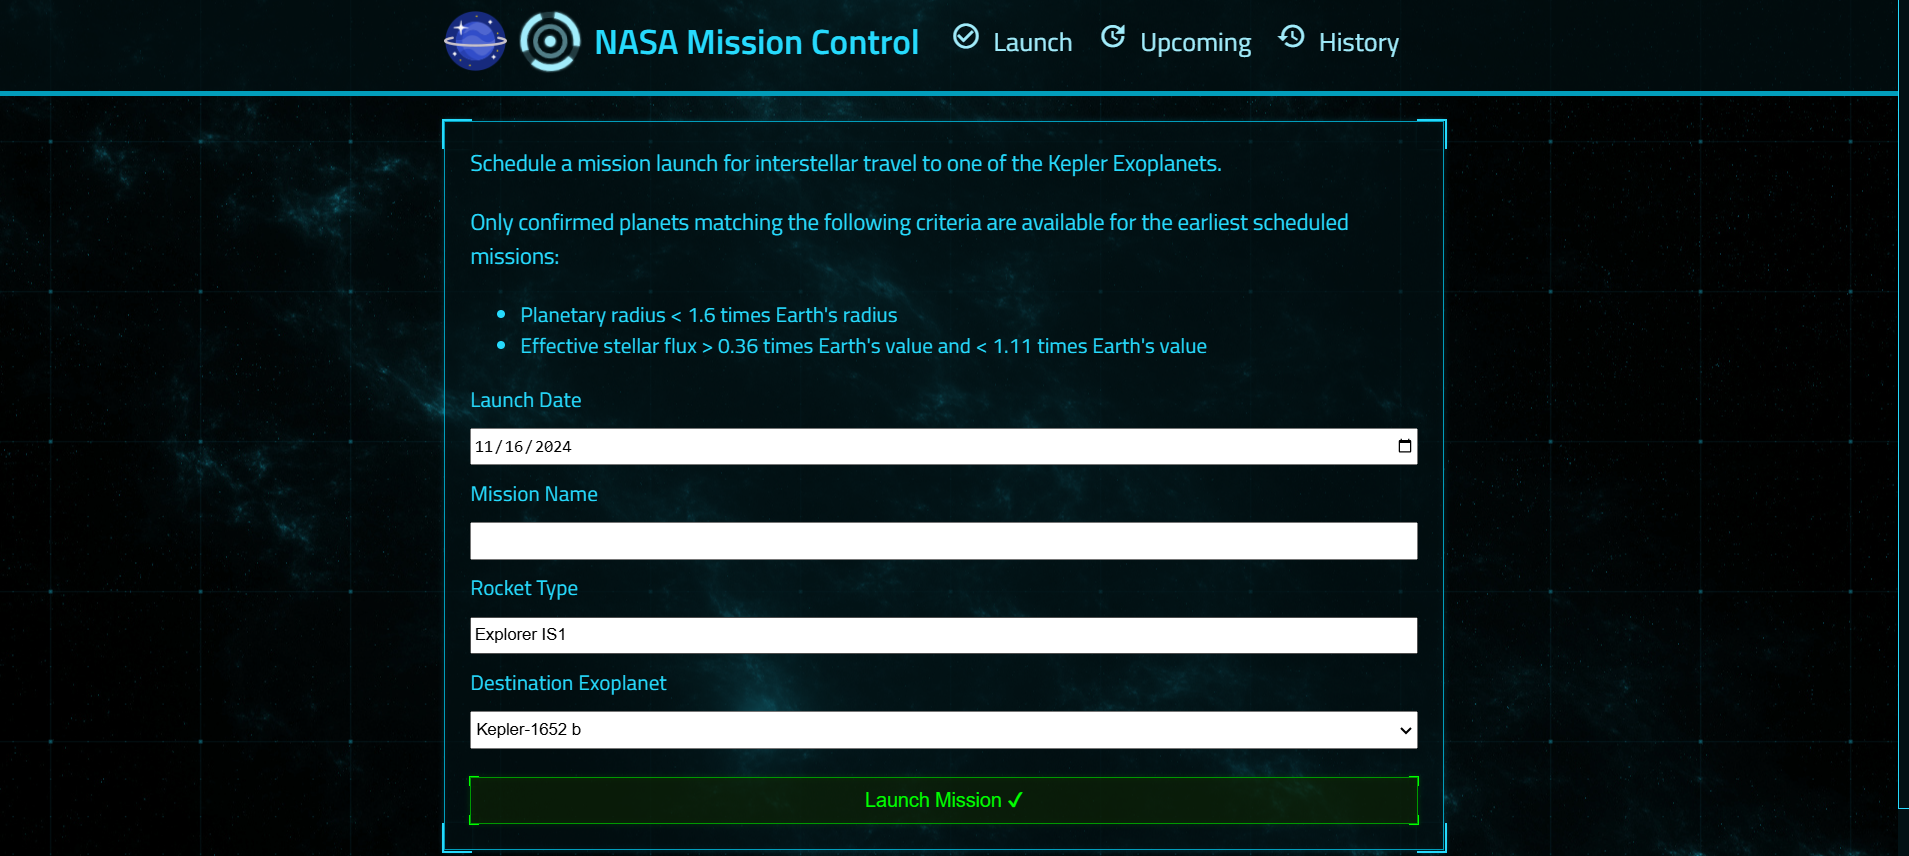 NASA Mission Control
Launch
Upcoming
History
Schedule a mission launch for interstellar travel to one of the Kepler Exoplanets.
Only confirmed planets matching the following criteria are available for the earliest scheduled
missions:
• Planetary radius < 1.6 times Earth's radius
• Effective stellar flux > 0.36 times Earth's value and < 1.11 times Earth's value
Launch Date
11/16/2024
Mission Name
Rocket Type
Explorer IS1
Destination Exoplanet
Kepler-1652 b
Launch Mission ✓